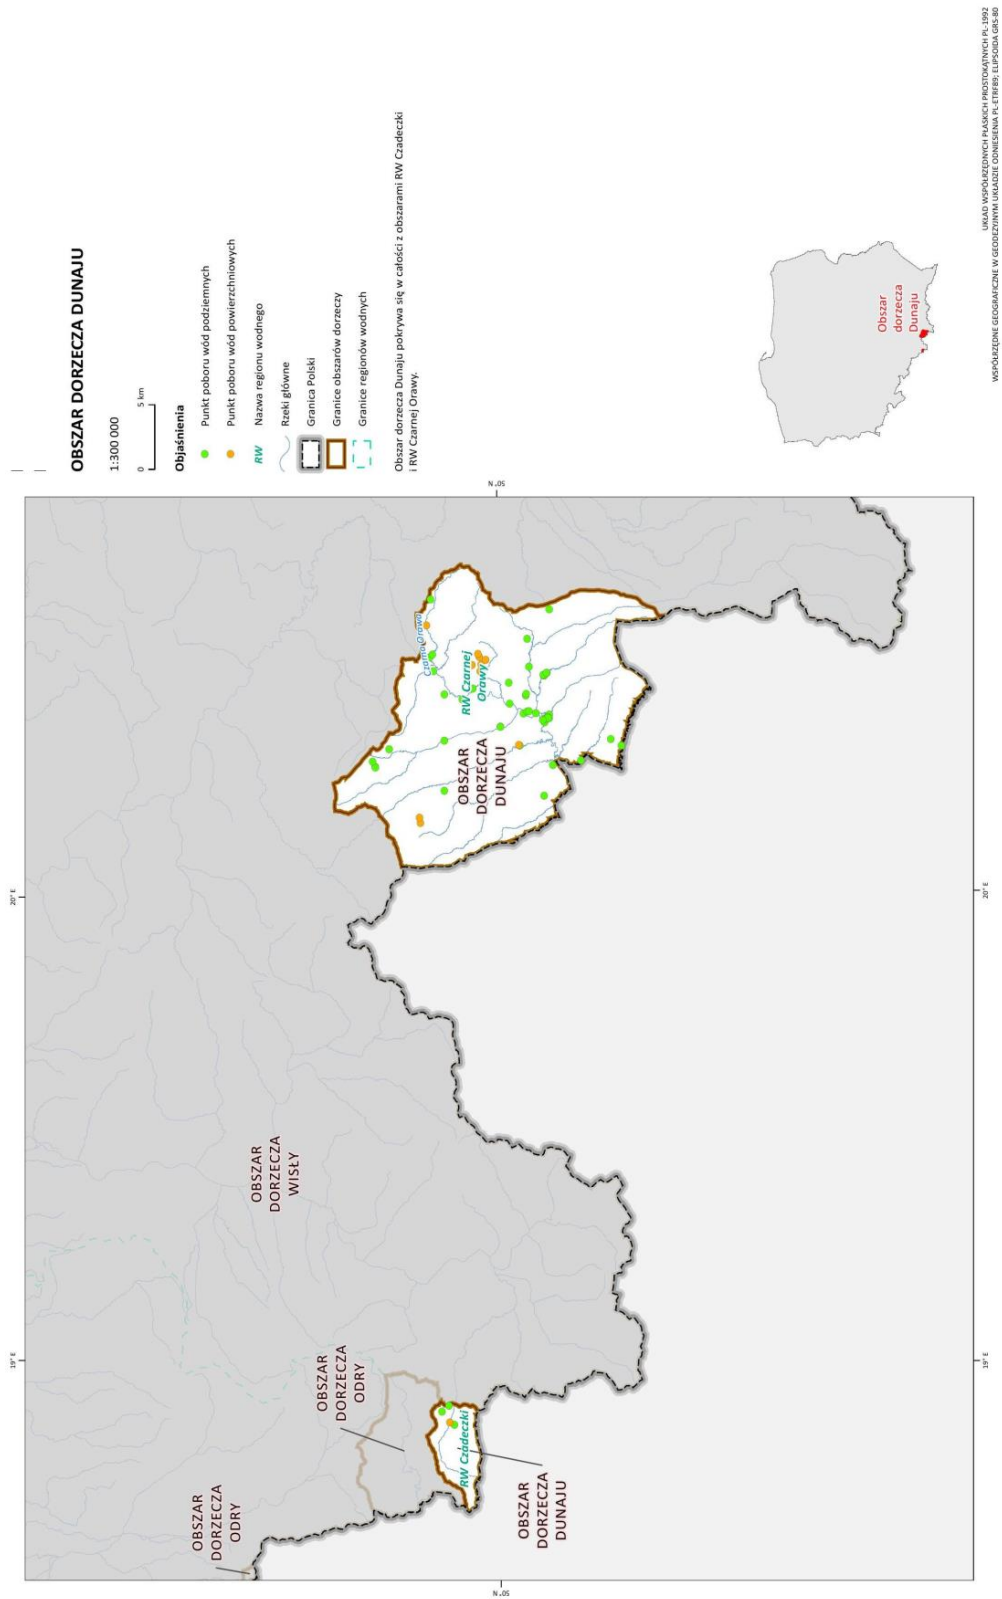 OBSZAR DORZECZA DUNAJU
1:300 000
0 5 km
Objaśnienia
Punkt poboru wód podziemnych
Punkt poboru wód powierzchniowych
RW Nazwa regionu wodnego
Rzeki główne
Granica Polski
Granice obszarów dorzeczy
Granice regionów wodnych
Obszar dorzecza Dunaju pokrywa się w całości z obszarami RW Czadeczki
i RW Czarnej Orawy.
19° E
20° E
OBSZAR
DORZECZA
ODRY
OBSZAR
DORZECZA
ODRY
OBSZAR
DORZECZA
WISŁY
RW Czadeczki
OBSZAR
DORZECZA
DUNAJU
Czarna Orawa
RW Czarnej
Orawy
OBSZAR
DORZECZA
DUNAJU
N .05
N .05
19° E
20° E
Obszar
dorzecza
Dunaju
UKŁAD WSPÓŁRZĘDNYCH PŁASKICH PROSTOKĄTNYCH PL-1992
WSPÓŁRZĘDNE GEOGRAFICZNE W GEODEZYJNYM UKŁADZIE ODNIESIENIA PL-ETRF89; ELIPSOIDA GRS-80